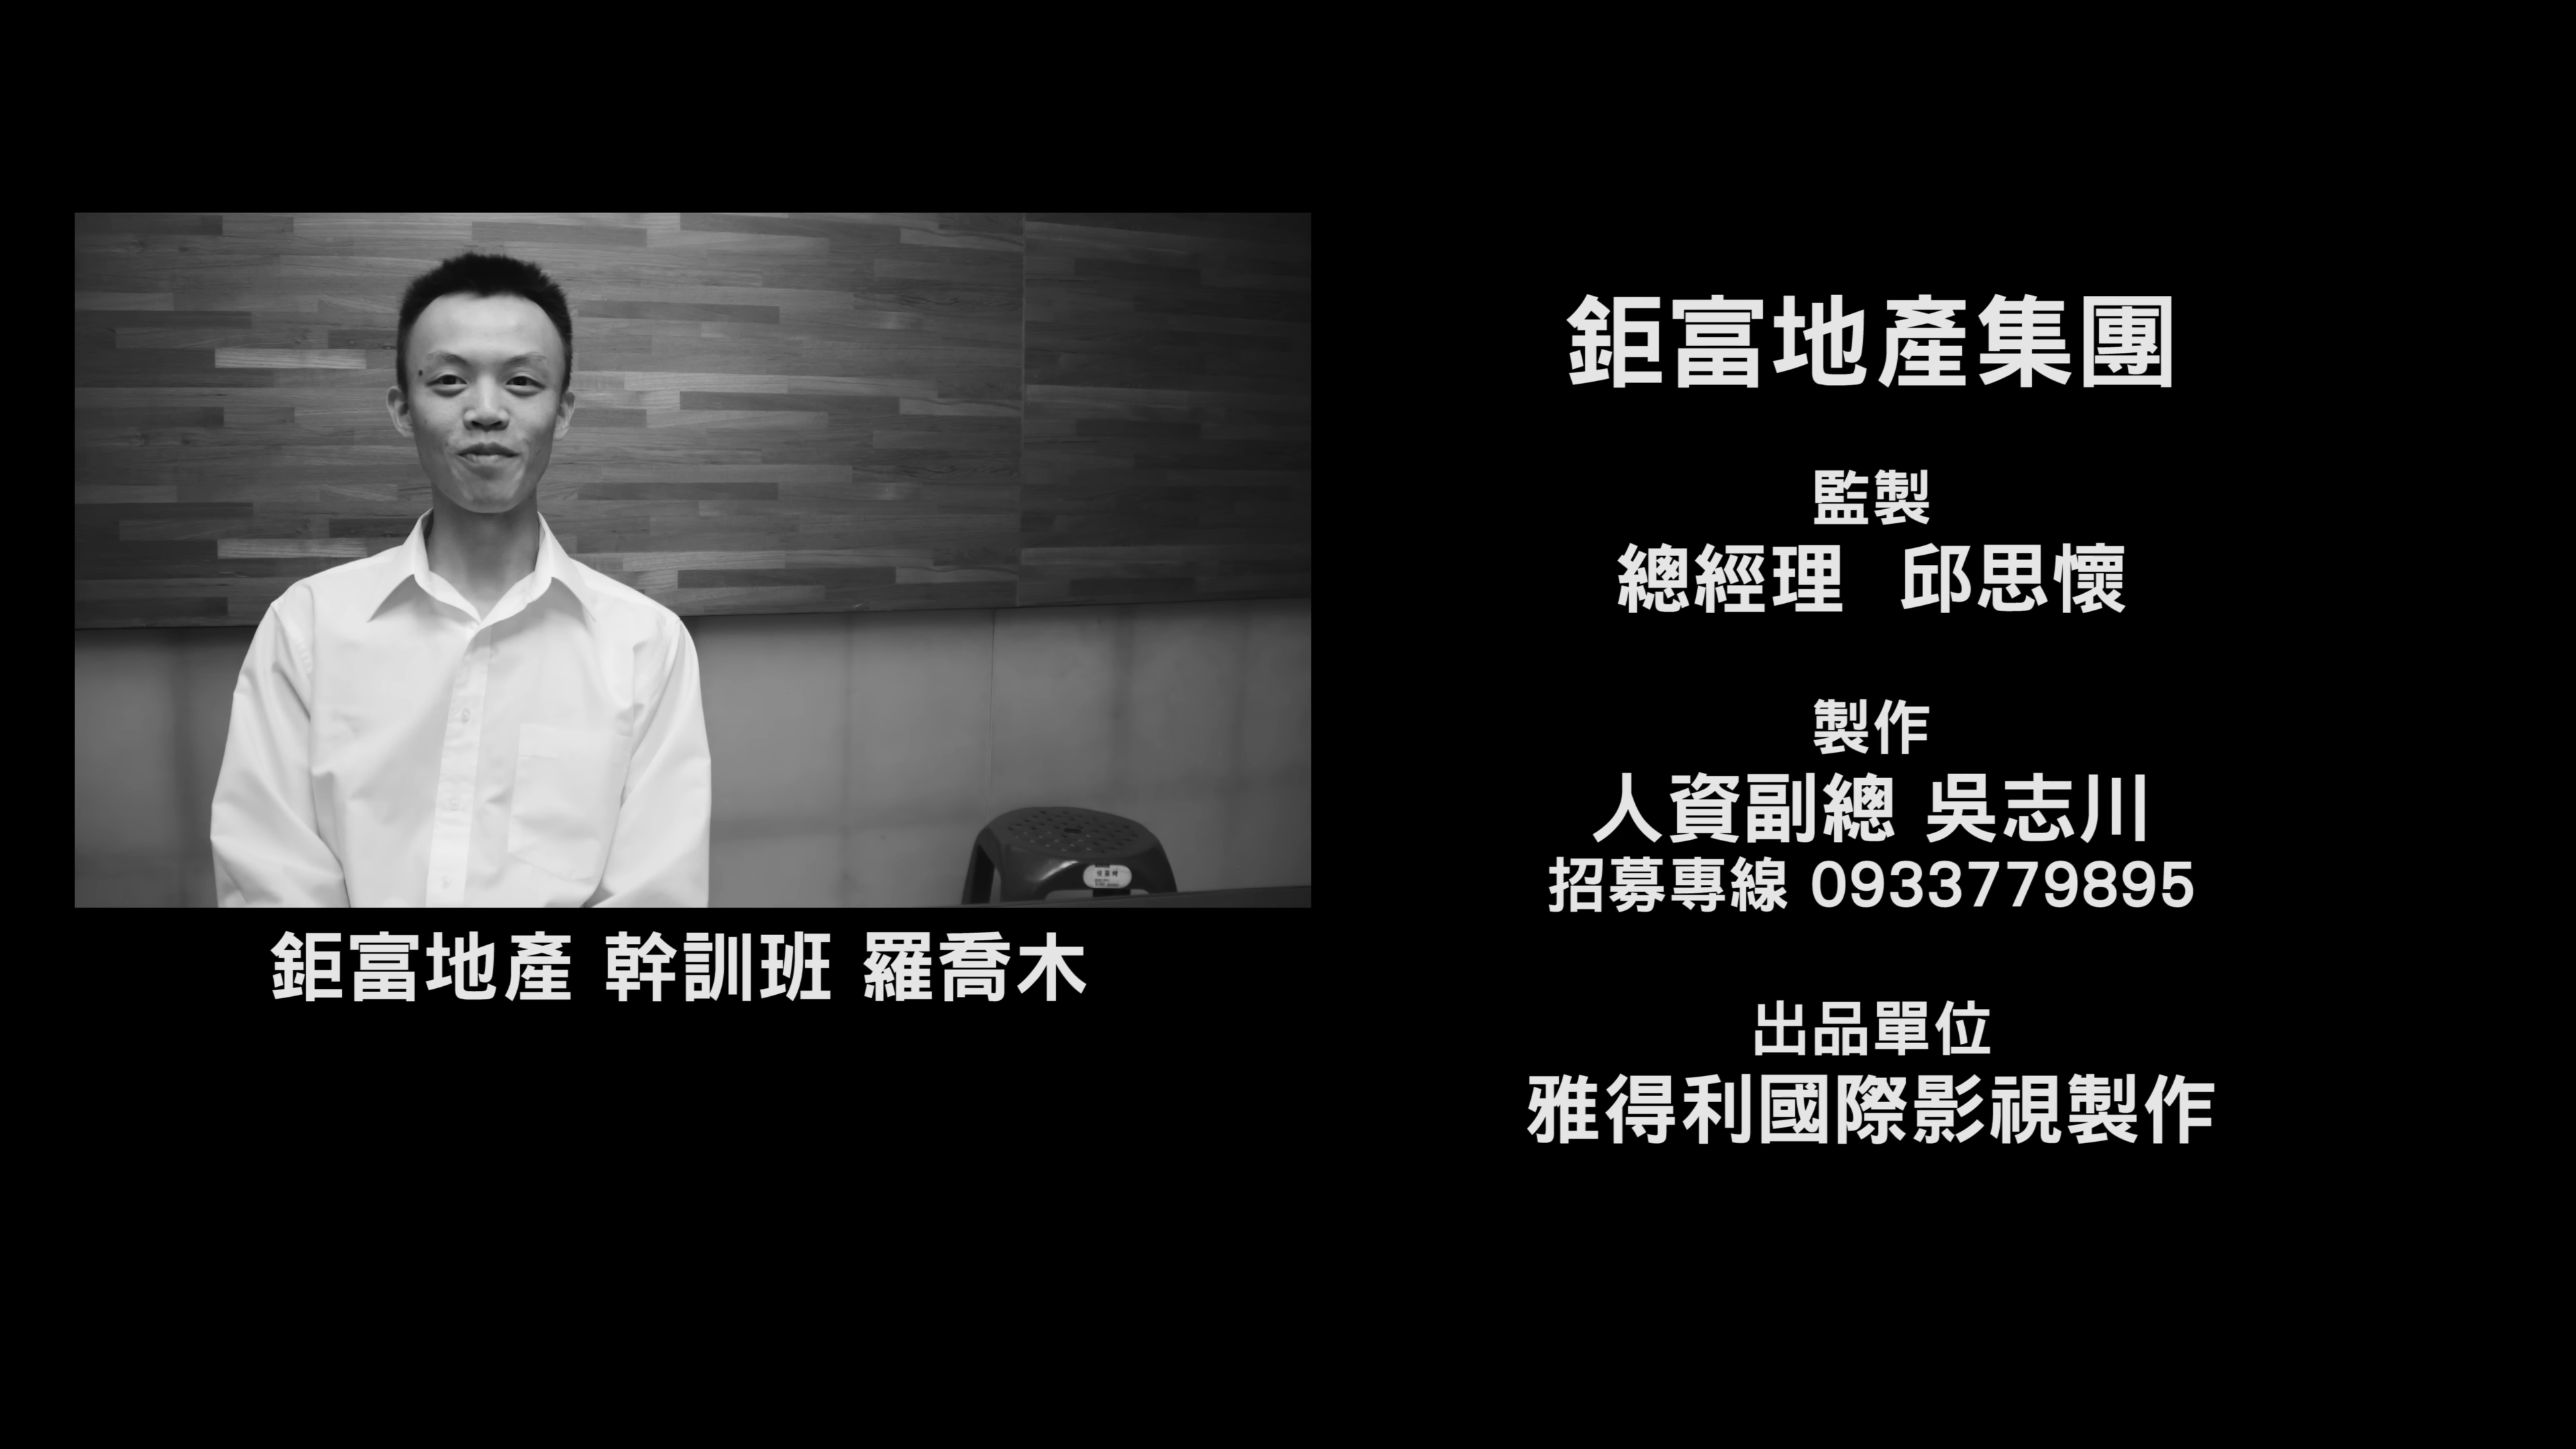 鉅富地產集團
監製
總經理 邱思懷
製作
人資副總 吳志川
招募專線 0933779895
出品單位
雅得利國際影視製作
鉅富地產 幹訓班 羅喬木